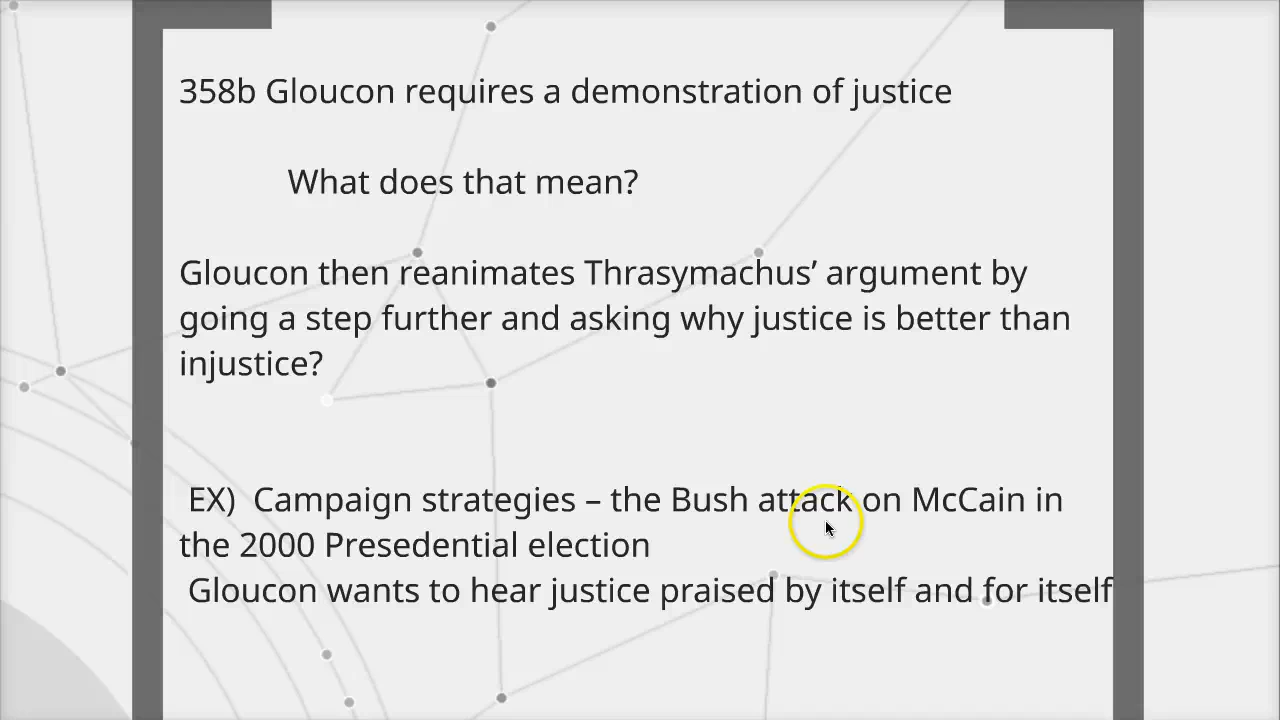 358b Gloucon requires a demonstration of justice
What does that mean?
Gloucon then reanimates Thrasymachus’ argument by
going a step further and asking why justice is better than
injustice?
EX)  Campaign strategies – the Bush attack on McCain in
the 2000 Presedential election
Gloucon wants to hear justice praised by itself and for itself